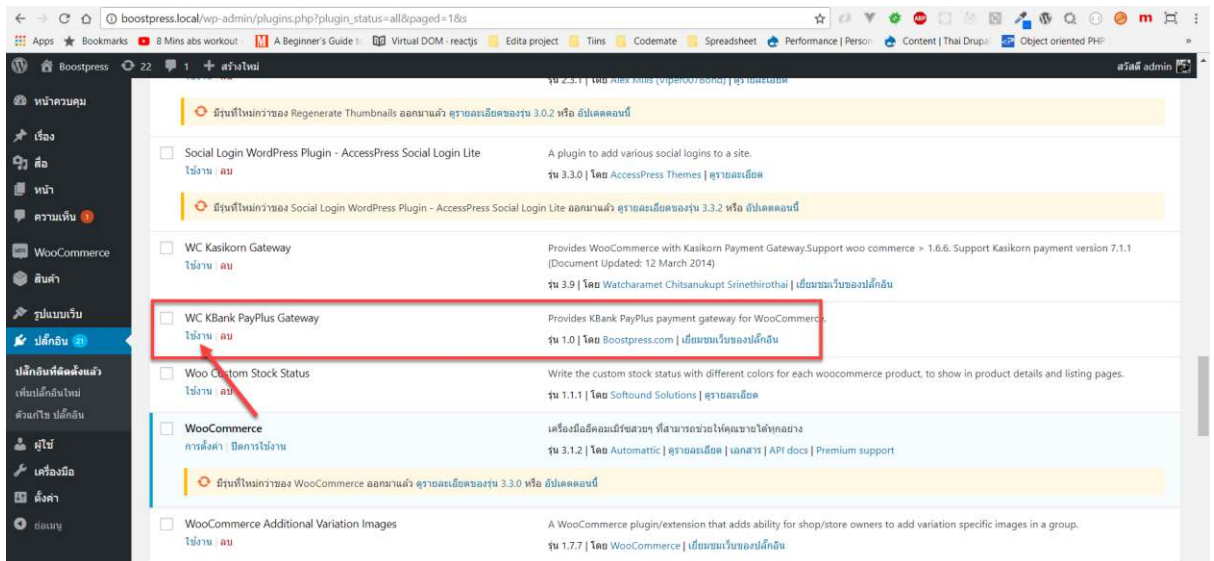 boostpress.local/wp-admin/plugins.php?plugin_status=all&paged=1&s
Apps Bookmarks 8 Mins abs workout - A Beginner's Guide t Virtual DOM - reactjs Edita project Tiins Codemate Spreadsheet Performance | Person Content | Thai Drupa Object oriented PHP »
Boostpress 22 1 + สร้างใหม่ สวัสดี admin
หน้าควบคุม
เรื่อง
สื่อ
หน้า
ความเห็น 1
WooCommerce
สินค้า
รูปแบบเว็บ
ปลั๊กอิน 21
ปลั๊กอินที่ติดตั้งแล้ว
เพิ่มปลั๊กอินใหม่
ตัวแก้ไข ปลั๊กอิน
ผู้ใช้
เครื่องมือ
ตั้งค่า
ย่อเมนู
รุ่น 2.3.1 | โดย Alex Mills (Viper007Bond) | ดูรายละเอียด
มีรุ่นที่ใหม่กว่าของ Regenerate Thumbnails ออกมาแล้ว ดูรายละเอียดของรุ่น 3.0.2 หรือ อัปเดตตอนนี้
Social Login WordPress Plugin - AccessPress Social Login Lite
ใช้งาน | ลบ
A plugin to add various social logins to a site.
รุ่น 3.3.0 | โดย AccessPress Themes | ดูรายละเอียด
มีรุ่นที่ใหม่กว่าของ Social Login WordPress Plugin - AccessPress Social Login Lite ออกมาแล้ว ดูรายละเอียดของรุ่น 3.3.2 หรือ อัปเดตตอนนี้
WC Kasikorn Gateway
ใช้งาน | ลบ
Provides WooCommerce with Kasikorn Payment Gateway.Support woo commerce > 1.6.6. Support Kasikorn payment version 7.1.1
(Document Updated: 12 March 2014)
รุ่น 3.9 | โดย Watcharamet Chitsanukupt Srinethirothai | เยี่ยมชมเว็บของปลั๊กอิน
WC KBank PayPlus Gateway
ใช้งาน | ลบ
Provides KBank PayPlus payment gateway for WooCommerce.
รุ่น 1.0 | โดย Boostpress.com | เยี่ยมชมเว็บของปลั๊กอิน
Woo Custom Stock Status
ใช้งาน | ลบ
Write the custom stock status with different colors for each woocommerce product, to show in product details and listing pages.
รุ่น 1.1.1 | โดย Softound Solutions | ดูรายละเอียด
WooCommerce
การตั้งค่า | ปิดการใช้งาน
เครื่องมืออีคอมเมิร์ซสวยๆ ที่สามารถช่วยให้คุณขายได้ทุกอย่าง
รุ่น 3.1.2 | โดย Automattic | ดูรายละเอียด | เอกสาร | API docs | Premium support
มีรุ่นที่ใหม่กว่าของ WooCommerce ออกมาแล้ว ดูรายละเอียดของรุ่น 3.3.0 หรือ อัปเดตตอนนี้
WooCommerce Additional Variation Images
ใช้งาน | ลบ
A WooCommerce plugin/extension that adds ability for shop/store owners to add variation specific images in a group.
รุ่น 1.7.7 | โดย WooCommerce | เยี่ยมชมเว็บของปลั๊กอิน